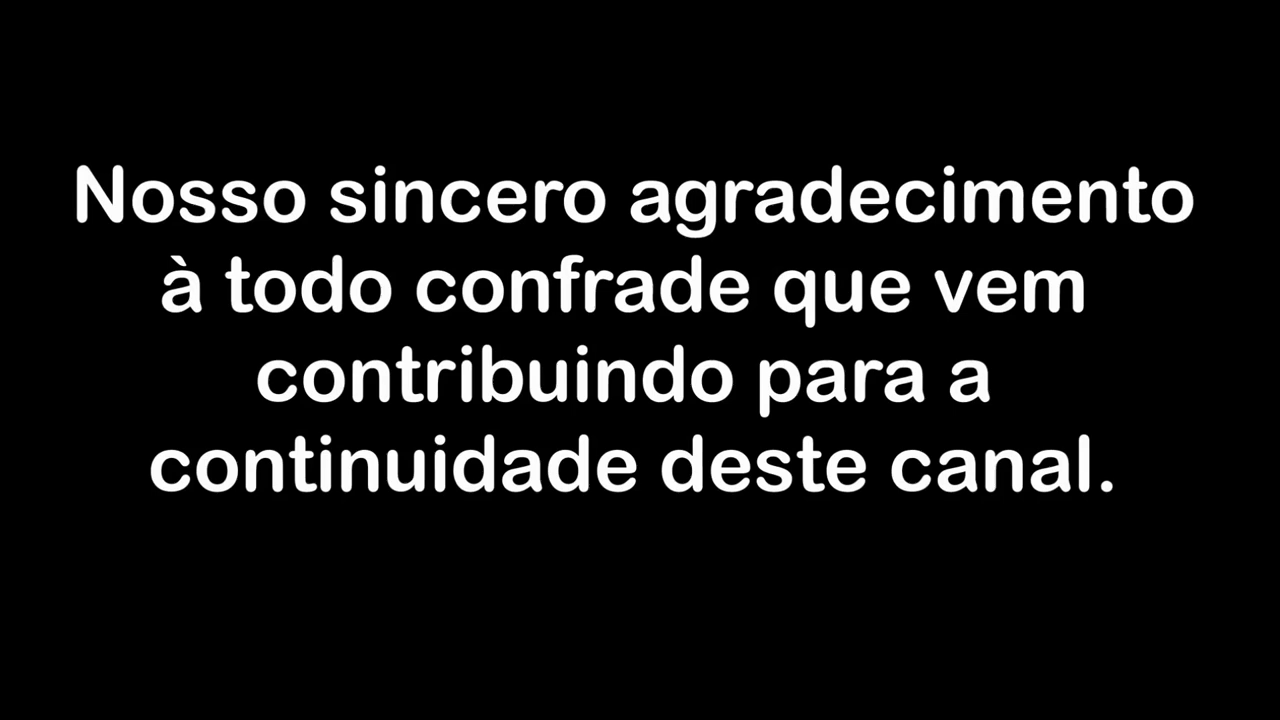 Nosso sincero agradecimento
à todo confrade que vem
contribuindo para a
continuidade deste canal.